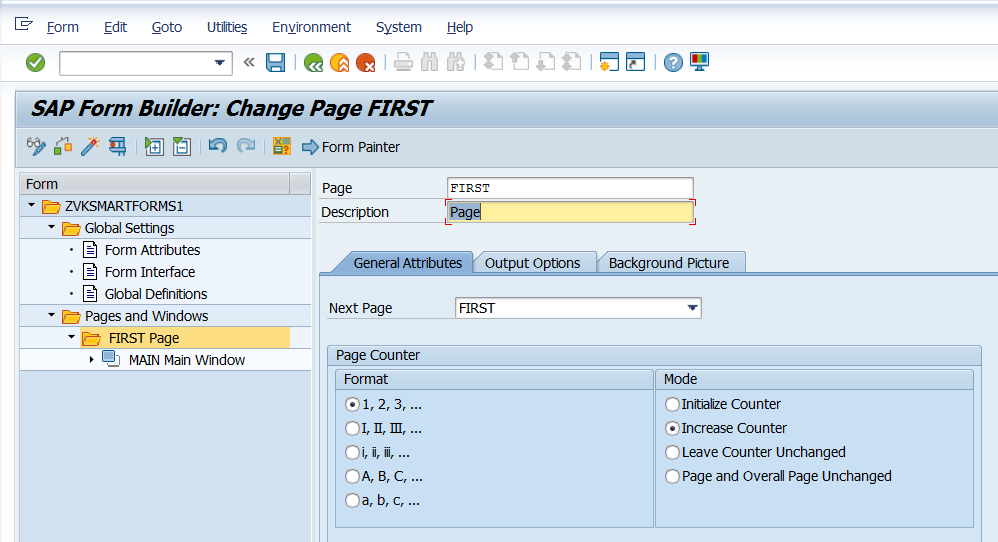 Form Edit Goto Utilities Environment System Help
SAP Form Builder: Change Page FIRST
Form Painter
Form
ZVKSMARTFORMS1
Global Settings
Form Attributes
Form Interface
Global Definitions
Pages and Windows
FIRST Page
MAIN Main Window
Page FIRST
Description Page
General Attributes Output Options Background Picture
Next Page FIRST
Page Counter
Format
1, 2, 3, ...
I, II, III, ...
i, ii, iii, ...
A, B, C, ...
a, b, c, ...
Mode
Initialize Counter
Increase Counter
Leave Counter Unchanged
Page and Overall Page Unchanged